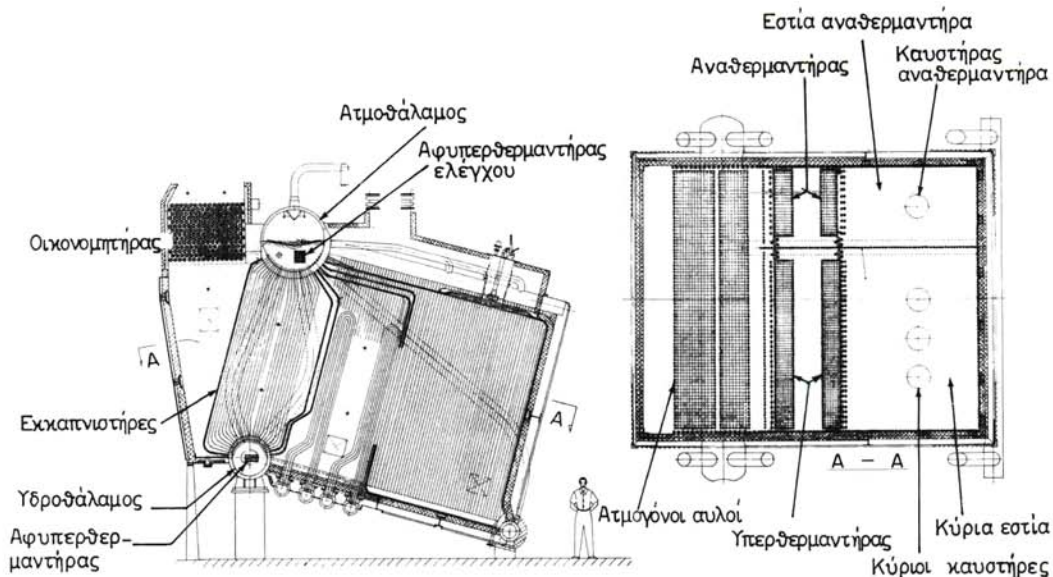 Ατμοθάλαμος
Αφυπερθερμαντήρας
ελέγχου
Οικονομητήρας
A
A
Εκκαπνιστήρες
Υδροθάλαμος
Αφυπερθερ-
μαντήρας
Εστία αναθερμαντήρα
Αναθερμαντήρας
Καυστήρας
αναθερμαντήρα
A - A
Ατμογόνοι αυλοί
Υπερθερμαντήρας
Κύρια εστία
Κύριοι καυστήρες